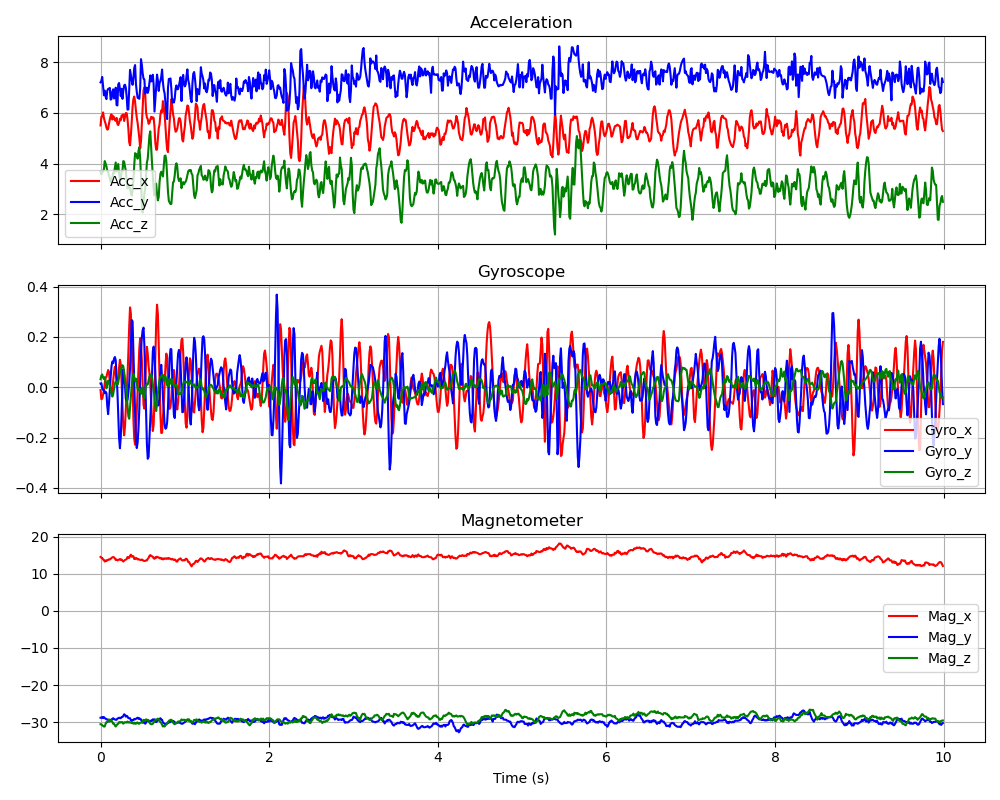 Acceleration
8
6
4
2
Acc_x
Acc_y
Acc_z
Gyroscope
0.4
0.2
0.0
−0.2
−0.4
Gyro_x
Gyro_y
Gyro_z
Magnetometer
20
10
0
−10
−20
−30
Mag_x
Mag_y
Mag_z
0 2 4 6 8 10
Time (s)